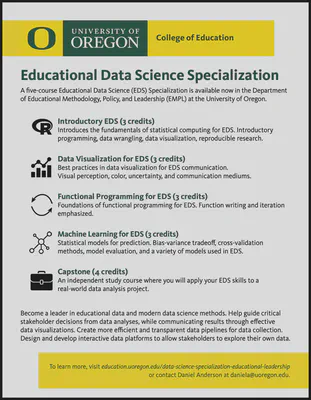 UNIVERSITY OF
OREGON
College of Education
Educational Data Science Specialization
A five-course Educational Data Science (EDS) Specialization is available now in the Department
of Educational Methodology, Policy, and Leadership (EMPL) at the University of Oregon.
Introductory EDS (3 credits)
Introduces the fundamentals of statistical computing for EDS. Introductory
programming, data wrangling, data visualization, reproducible research.
Data Visualization for EDS (3 credits)
Best practices in data visualization for EDS communication.
Visual perception, color, uncertainty, and communication mediums.
Functional Programming for EDS (3 credits)
Foundations of functional programming for EDS. Function writing and iteration
emphasized.
Machine Learning for EDS (3 credits)
Statistical models for prediction. Bias-variance tradeoff, cross-validation
methods, model evaluation, and a variety of models used in EDS.
Capstone (4 credits)
An independent study course where you will apply your EDS skills to a
real-world data analysis project.
Become a leader in educational data and modern data science methods. Help guide critical
stakeholder decisions from data analyses, while communicating results through effective
data visualizations. Create more efficient and transparent data pipelines for data collection.
Design and develop interactive data platforms to allow stakeholders to explore their own data.
To learn more, visit education.uoregon.edu/data-science-specialization-educational-leadership
or contact Daniel Anderson at daniela@uoregon.edu.